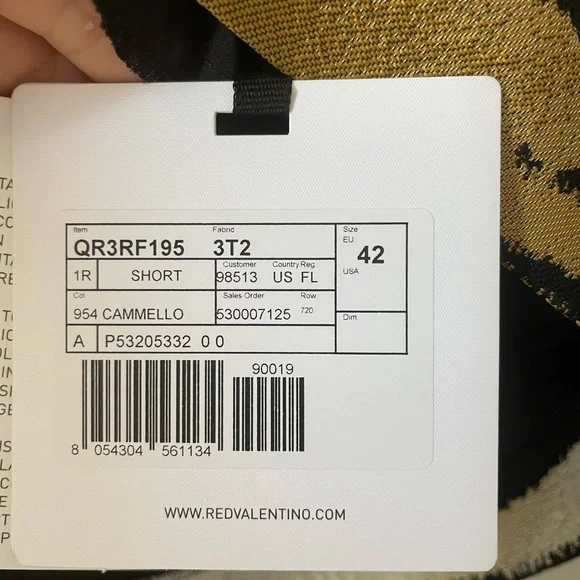 Item Fabric
QR3RF195 3T2
Size
EU
42
USA
1R SHORT
Customer Country Reg
98513 US FL
Col
Sales Order Row
954 CAMMELLO 530007125 720
Dim
A P53205332 0 0
90019
8 054304 561134
WWW.REDVALENTINO.COM